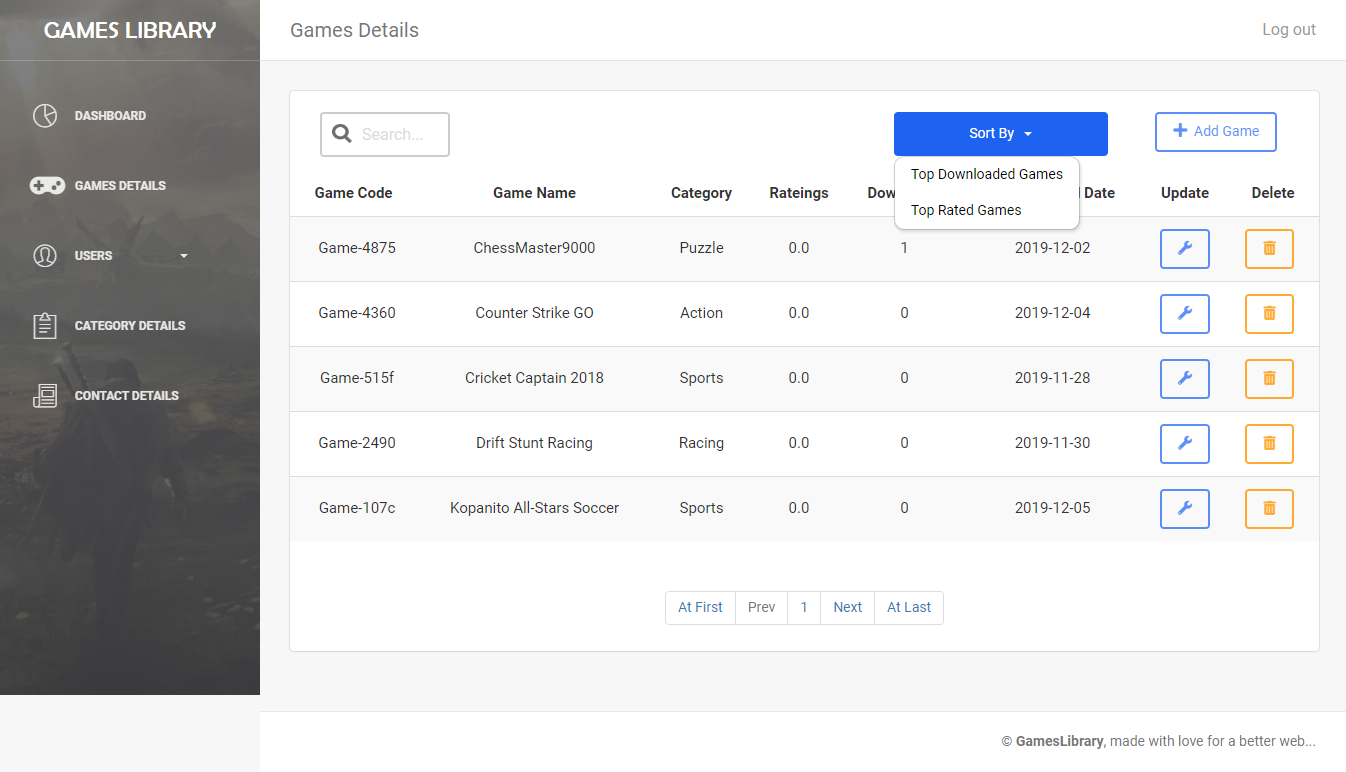 GAMES LIBRARY
Games Details
Log out
DASHBOARD
GAMES DETAILS
USERS
CATEGORY DETAILS
CONTACT DETAILS
Search...
Sort By
Add Game
Top Downloaded Games
Top Rated Games
Game Code Game Name Category Rateings Date Update Delete
Game-4875 ChessMaster9000 Puzzle 0.0 1 2019-12-02
Game-4360 Counter Strike GO Action 0.0 0 2019-12-04
Game-515f Cricket Captain 2018 Sports 0.0 0 2019-11-28
Game-2490 Drift Stunt Racing Racing 0.0 0 2019-11-30
Game-107c Kopanito All-Stars Soccer Sports 0.0 0 2019-12-05
At First Prev 1 Next At Last
© GamesLibrary, made with love for a better web...